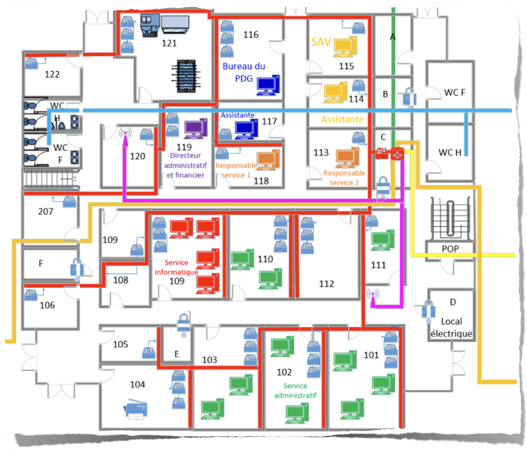 121
116
SAV
A
Bureau du
PDG
115
122
WC
H
114
B
WC F
Assistante
117
Assistante
119
120
C
WC
F
Directeur
administratif
et financier
Responsable
service 1
118
113
Responsable
service 2
WC H
207
109
F
Service
informatique
109
110
111
POP
108
112
106
D
Local
électrique
105
E
103
102
101
104
Service
administratif